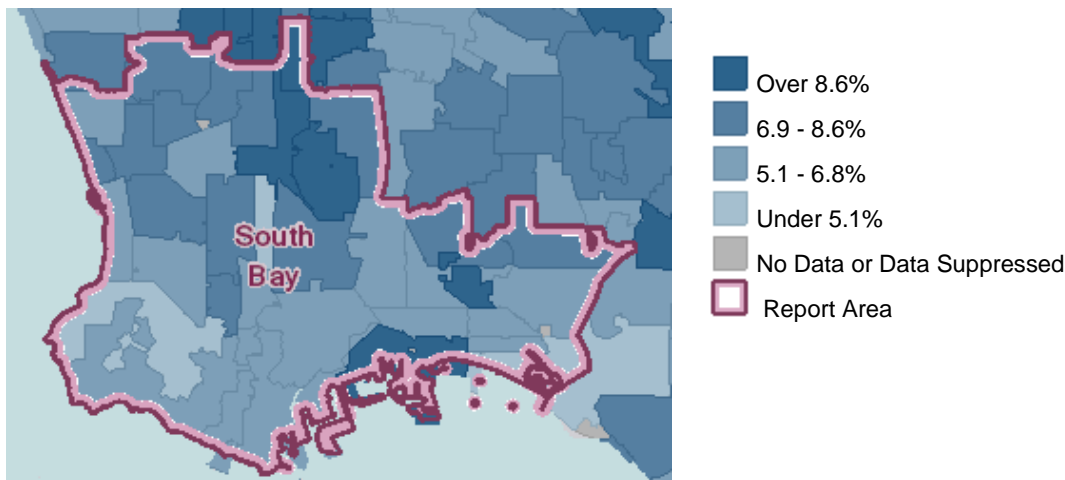 South
Bay
Over 8.6%
6.9 - 8.6%
5.1 - 6.8%
Under 5.1%
No Data or Data Suppressed
Report Area